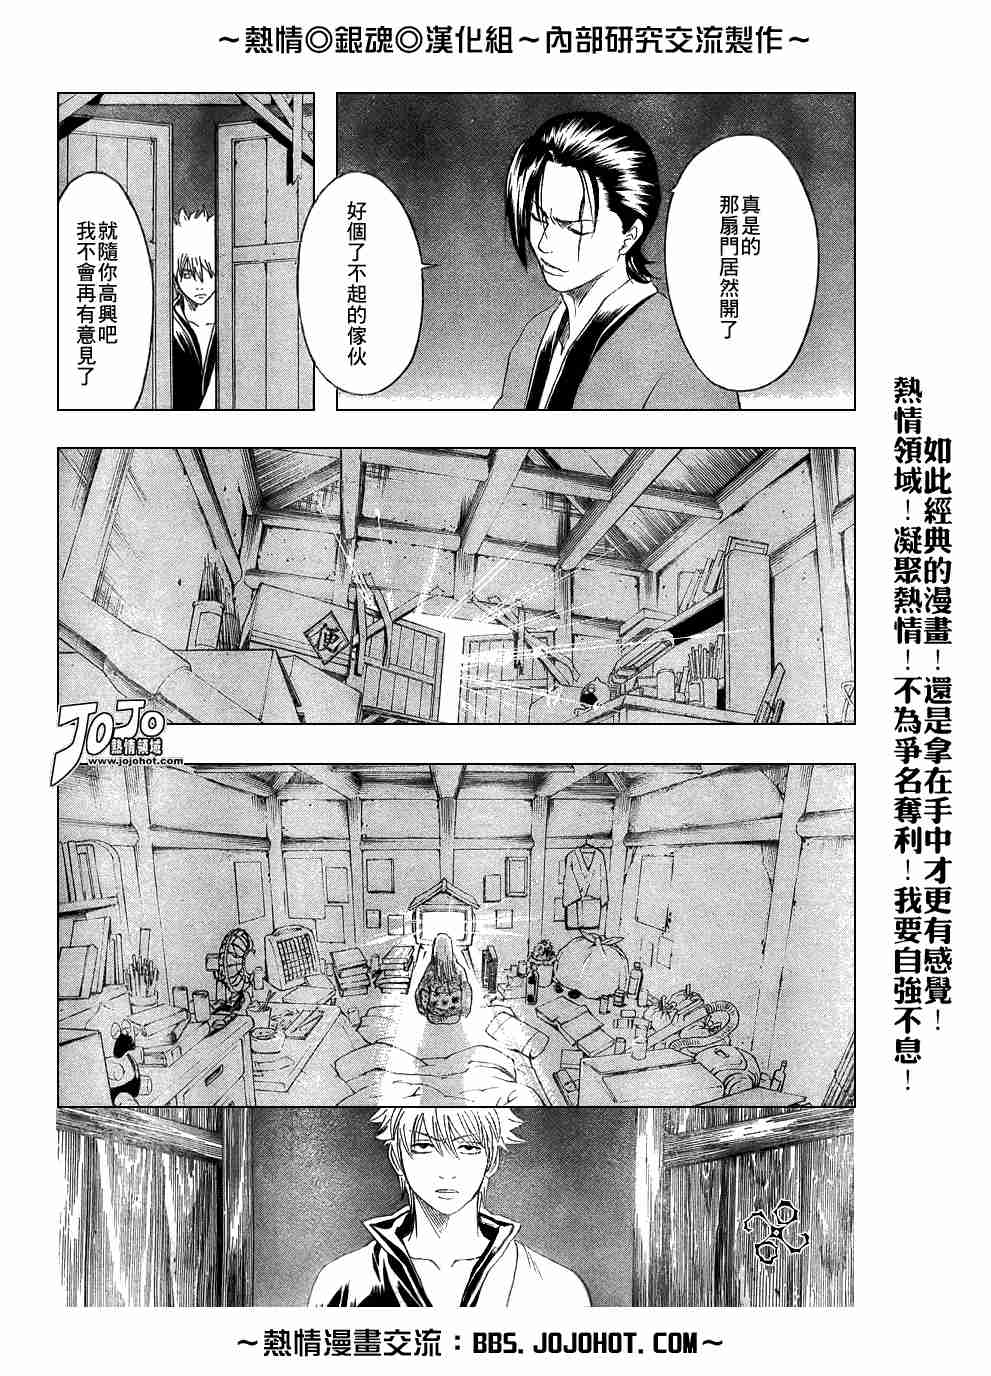 ～熱情◎銀魂◎漢化組～內部研究交流製作～
真是的
那扇門居然開了
好個了不起的傢伙
就隨你高興吧
我不會再有意見了
便
JOJO
熱情領域
www.jojohot.com
如此經典的漫畫！還是拿在手中才更有感覺！
熱情領域！凝聚熱情！不為爭名奪利！我要自強不息！
～熱情漫畫交流：BBS.JOJOHOT.COM～